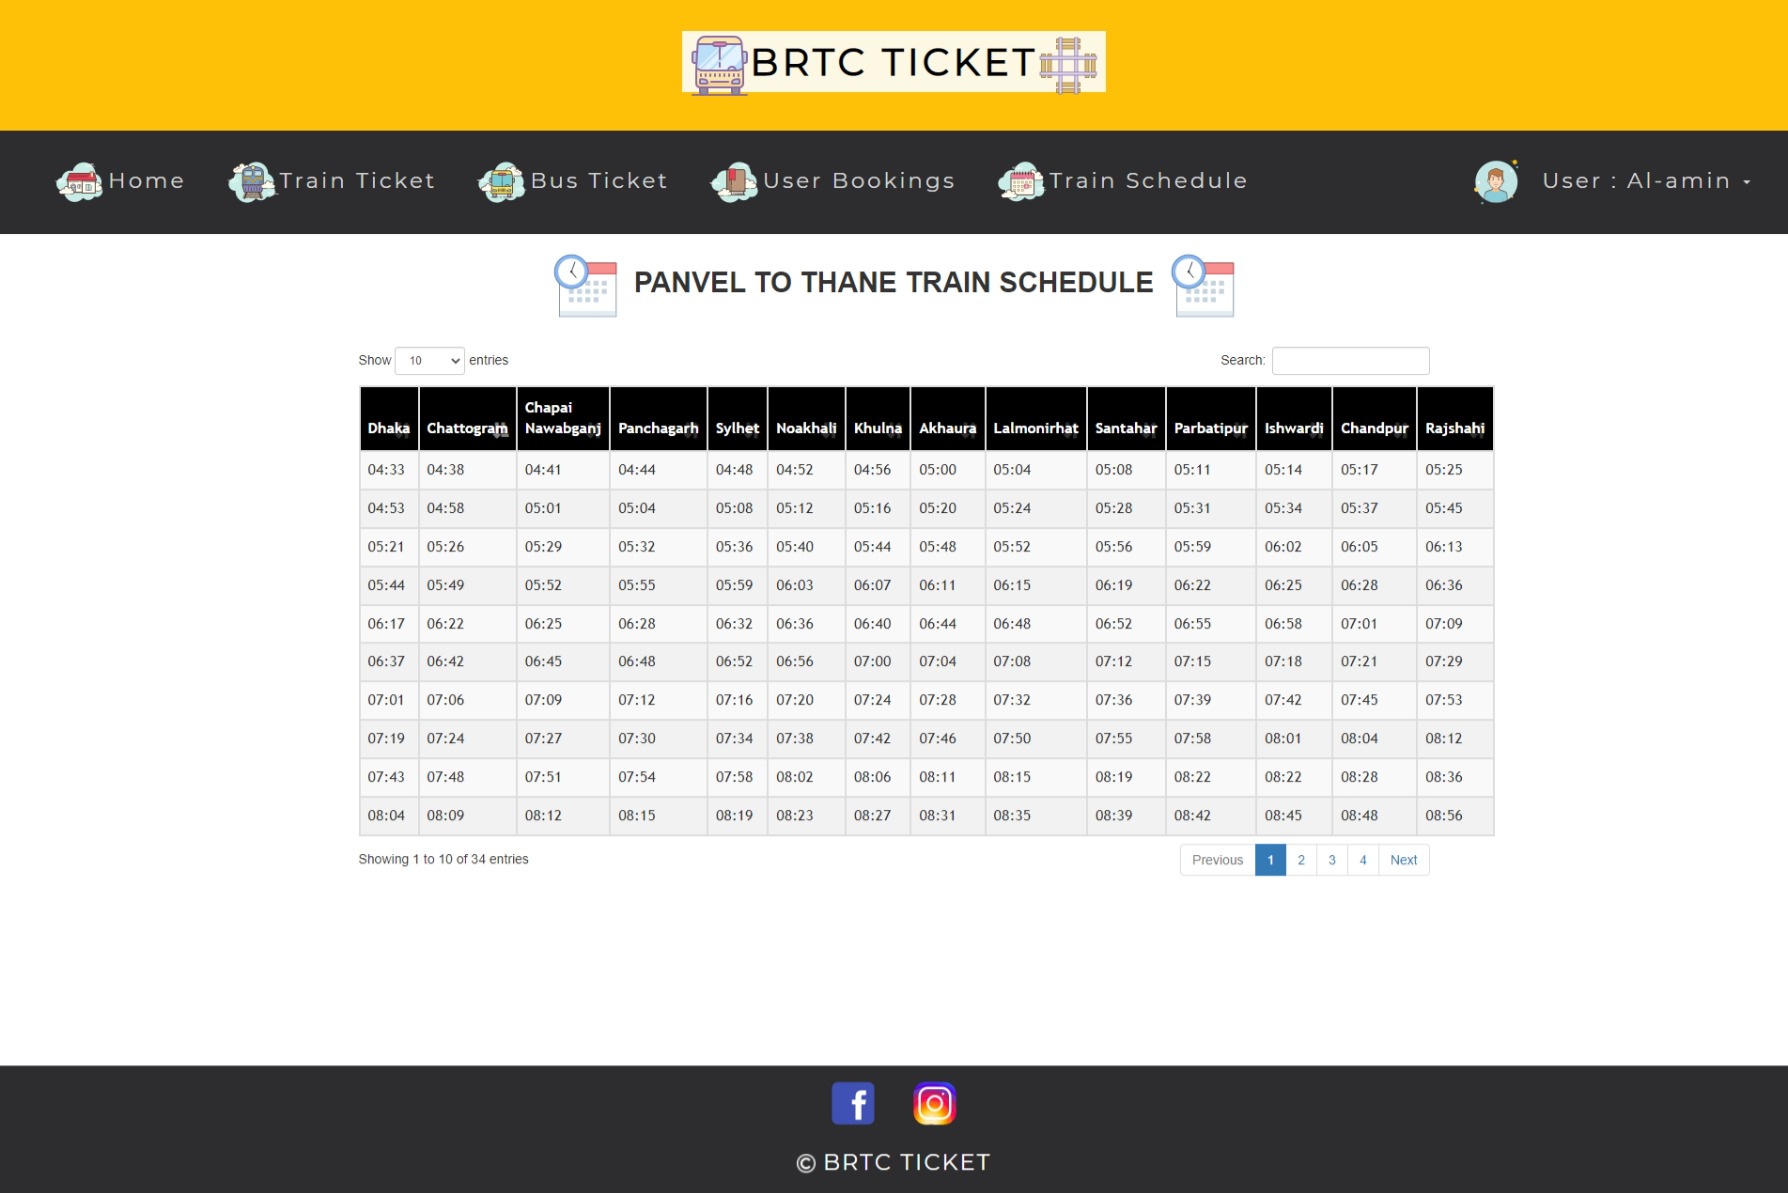 BRTC TICKET
Home Train Ticket Bus Ticket User Bookings Train Schedule User : Al-amin
PANVEL TO THANE TRAIN SCHEDULE
Show 10 entries Search:
Dhaka Chattogram Chapai Nawabganj Panchagarh Sylhet Noakhali Khulna Akhaura Lalmonirhat Santahar Parbatipur Ishwardi Chandpur Rajshahi
04:33 04:38 04:41 04:44 04:48 04:52 04:56 05:00 05:04 05:08 05:11 05:14 05:17 05:25
04:53 04:58 05:01 05:04 05:08 05:12 05:16 05:20 05:24 05:28 05:31 05:34 05:37 05:45
05:21 05:26 05:29 05:32 05:36 05:40 05:44 05:48 05:52 05:56 05:59 06:02 06:05 06:13
05:44 05:49 05:52 05:55 05:59 06:03 06:07 06:11 06:15 06:19 06:22 06:25 06:28 06:36
06:17 06:22 06:25 06:28 06:32 06:36 06:40 06:44 06:48 06:52 06:55 06:58 07:01 07:09
06:37 06:42 06:45 06:48 06:52 06:56 07:00 07:04 07:08 07:12 07:15 07:18 07:21 07:29
07:01 07:06 07:09 07:12 07:16 07:20 07:24 07:28 07:32 07:36 07:39 07:42 07:45 07:53
07:19 07:24 07:27 07:30 07:34 07:38 07:42 07:46 07:50 07:55 07:58 08:01 08:04 08:12
07:43 07:48 07:51 07:54 07:58 08:02 08:06 08:11 08:15 08:19 08:22 08:22 08:28 08:36
08:04 08:09 08:12 08:15 08:19 08:23 08:27 08:31 08:35 08:39 08:42 08:45 08:48 08:56
Showing 1 to 10 of 34 entries Previous 1 2 3 4 Next
© BRTC TICKET